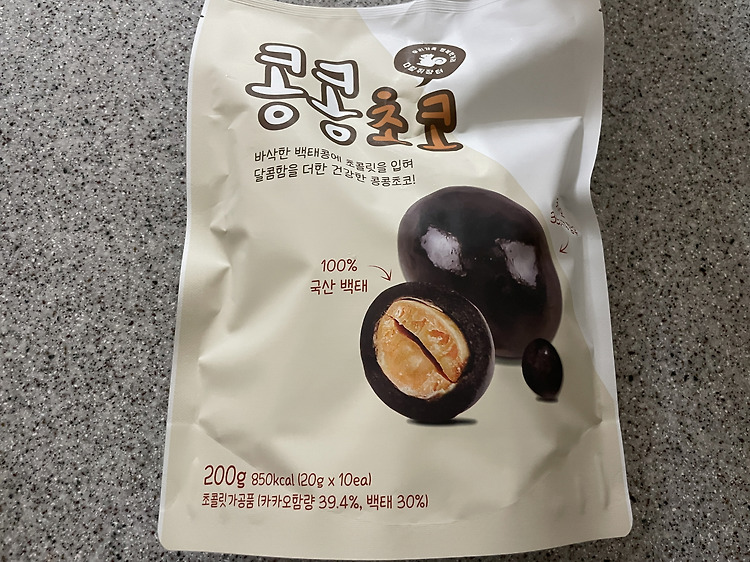 콩콩초코
바삭한 백태콩에 초콜릿을 입혀
달콤함을 더한 건강한 콩콩초코!
100%
국산 백태
200g 850kcal (20g x 10ea)
초콜릿가공품 (카카오함량 39.4%, 백태 30%)